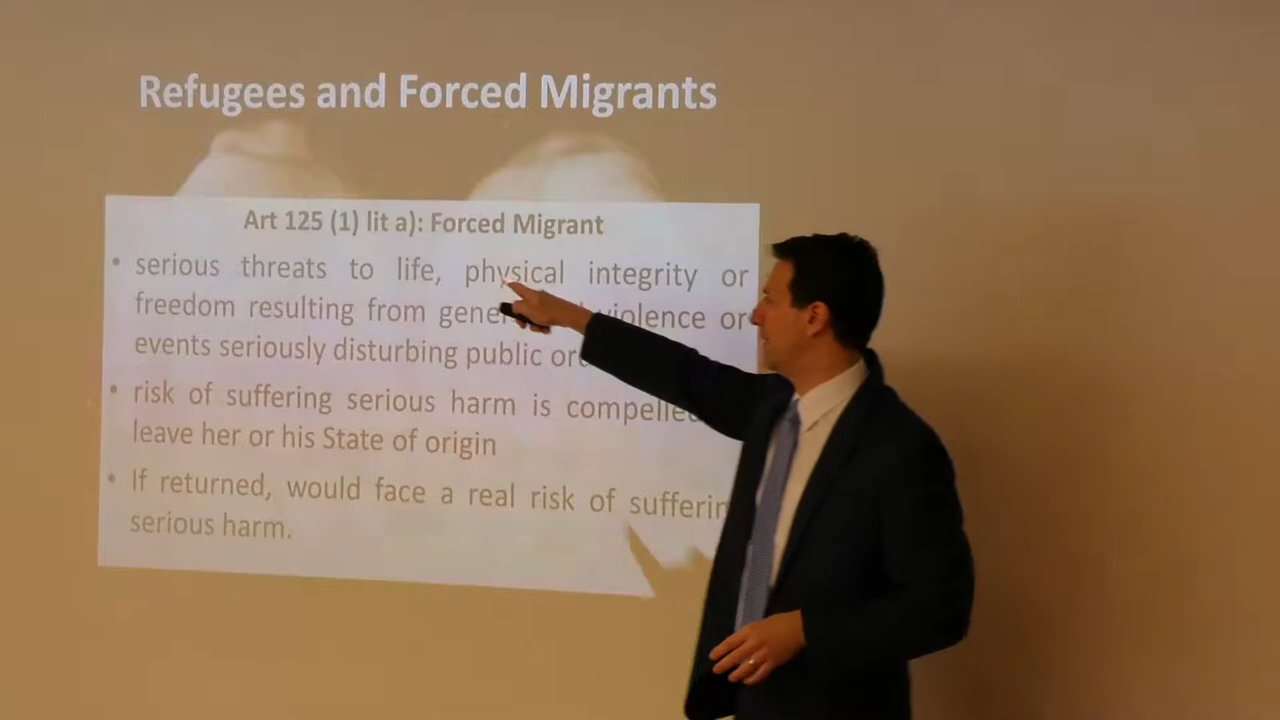 Refugees and Forced Migrants
Art 125 (1) lit a): Forced Migrant
• serious threats to life, physical integrity or
freedom resulting from violence or
events seriously disturbing public
• risk of suffering serious harm is
leave her or his State of origin
• If returned, would face a real risk of
serious harm.